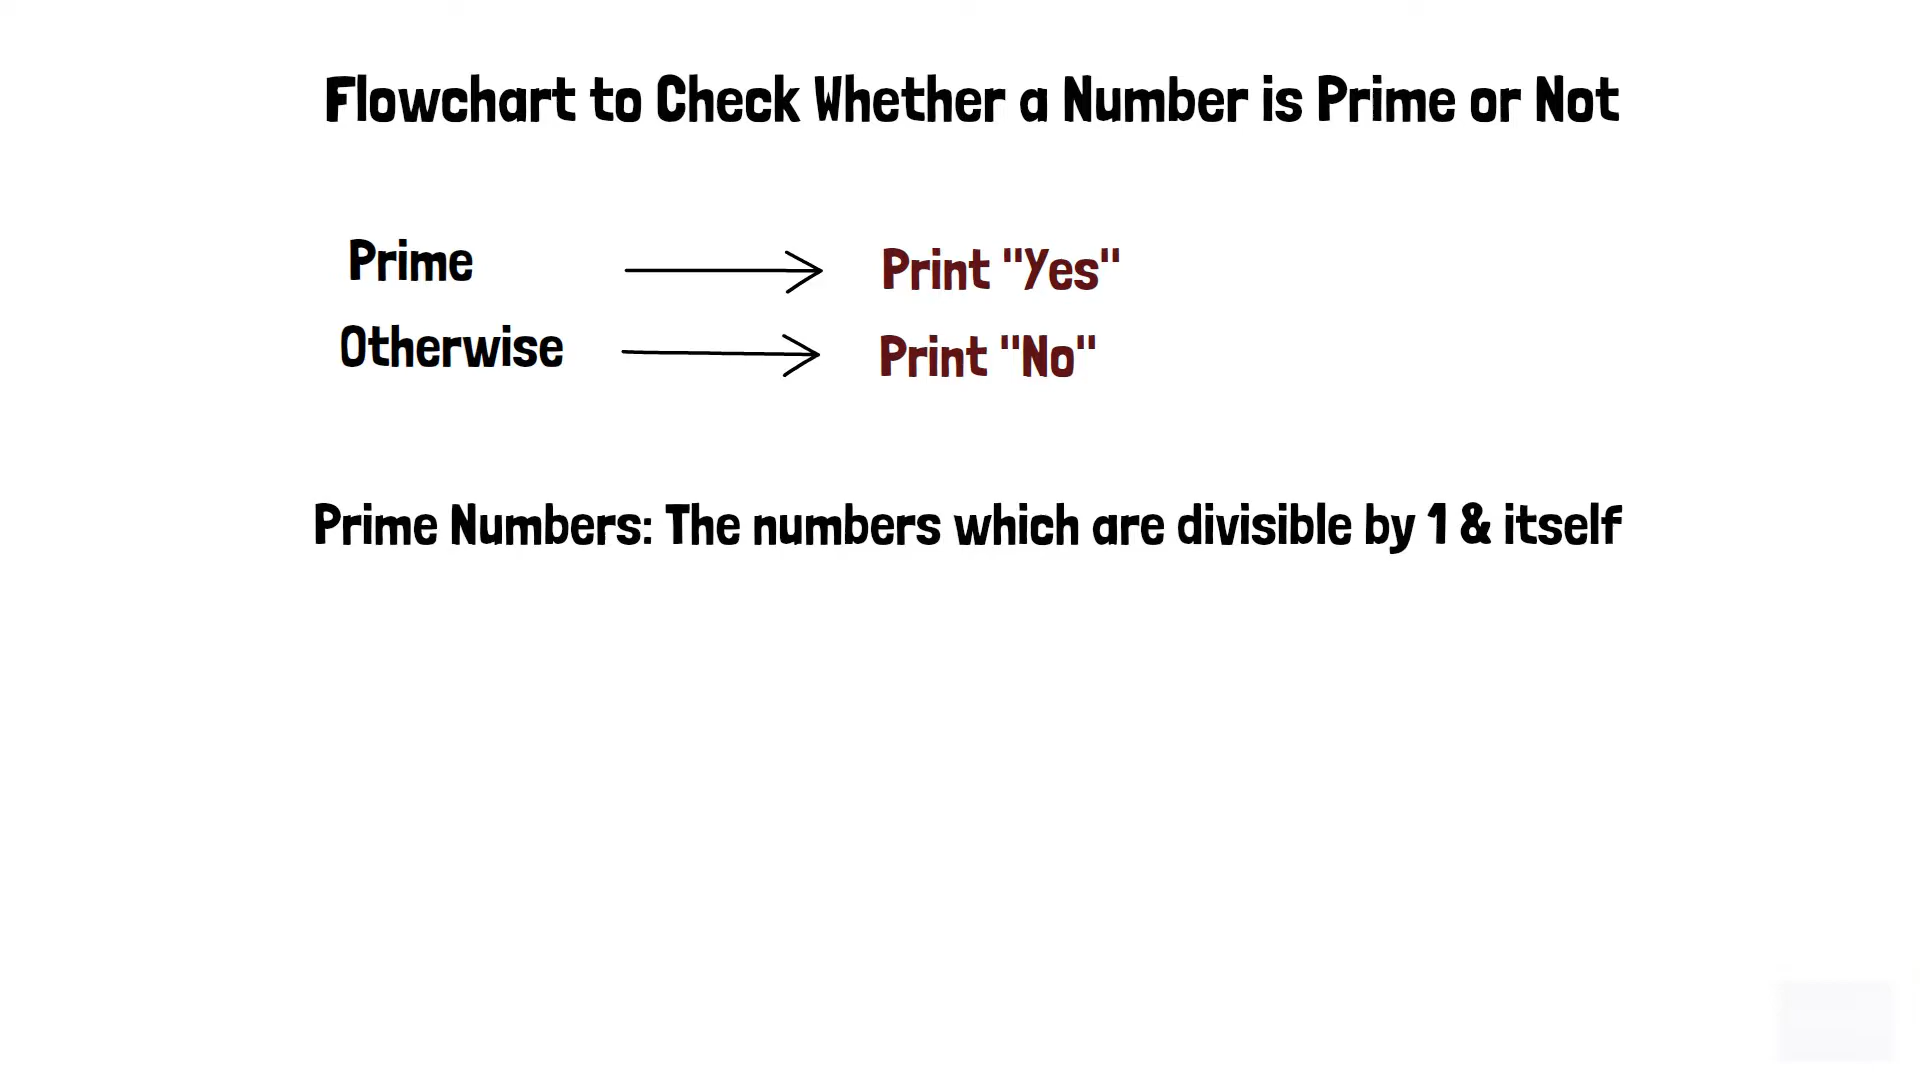 Flowchart to Check Whether a Number is Prime or Not
Prime Print "Yes"
Otherwise Print "No"
Prime Numbers: The numbers which are divisible by 1 & itself